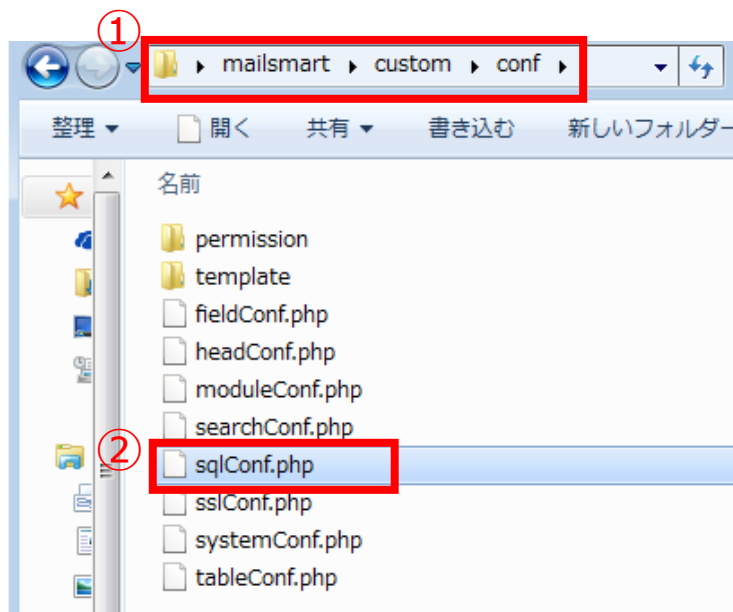 ①
mailsmart custom conf
整理 開く 共有 書き込む 新しいフォルダー
名前
permission
template
fieldConf.php
headConf.php
moduleConf.php
searchConf.php
②
sqlConf.php
sslConf.php
systemConf.php
tableConf.php